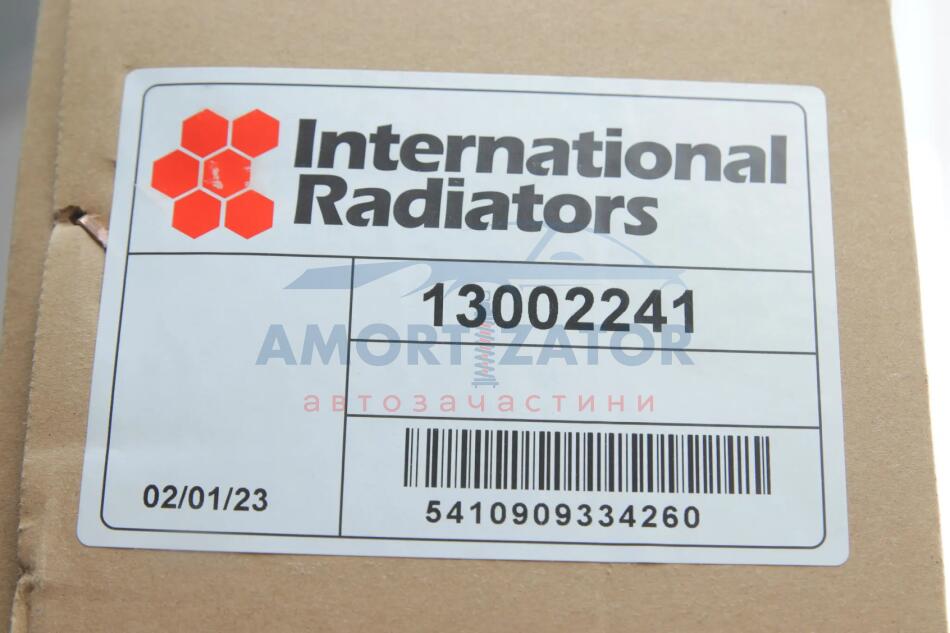 International
Radiators
13002241
AMORTIZATOR
автозачастини
02/01/23
5410909334260